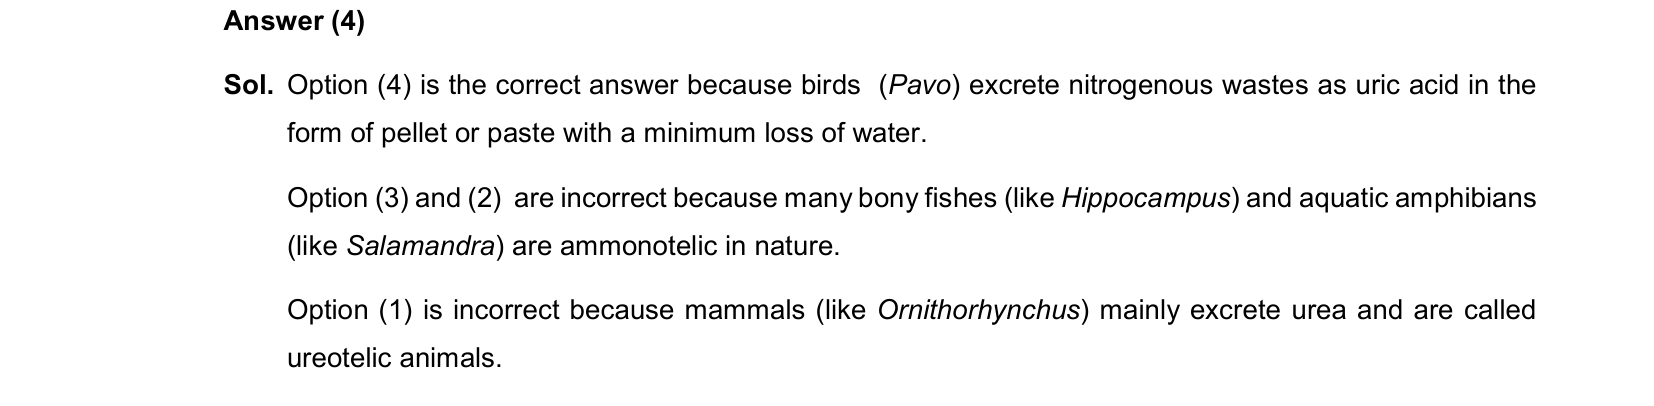 Answer (4)
Sol. Option (4) is the correct answer because birds (Pavo) excrete nitrogenous wastes as uric acid in the
form of pellet or paste with a minimum loss of water.
Option (3) and (2) are incorrect because many bony fishes (like Hippocampus) and aquatic amphibians
(like Salamandra) are ammonotelic in nature.
Option (1) is incorrect because mammals (like Ornithorhynchus) mainly excrete urea and are called
ureotelic animals.